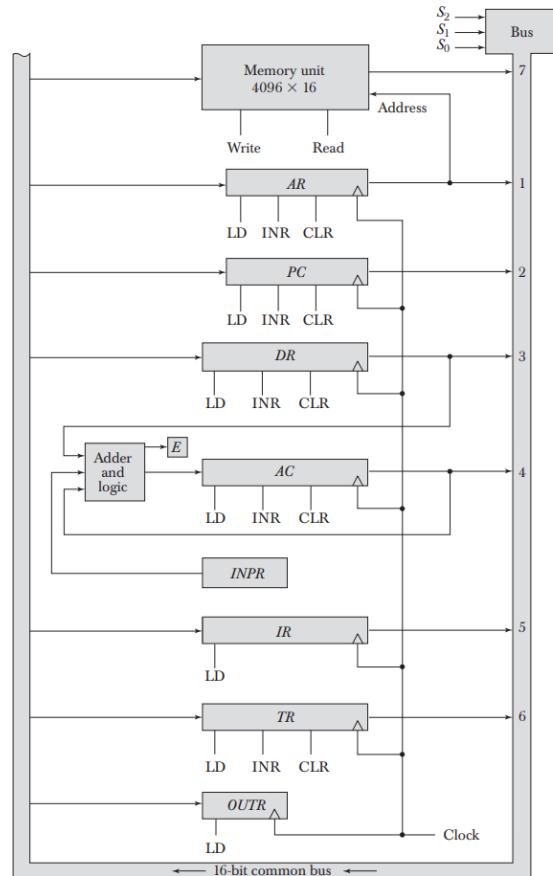 S2
S1
S0
Bus
Memory unit
4096 × 16
7
Address
Write Read
AR
1
LD INR CLR
PC
2
LD INR CLR
DR
3
LD INR CLR
E
Adder
and
logic
AC
4
LD INR CLR
INPR
IR
5
LD
TR
6
LD INR CLR
OUTR
LD
Clock
16-bit common bus